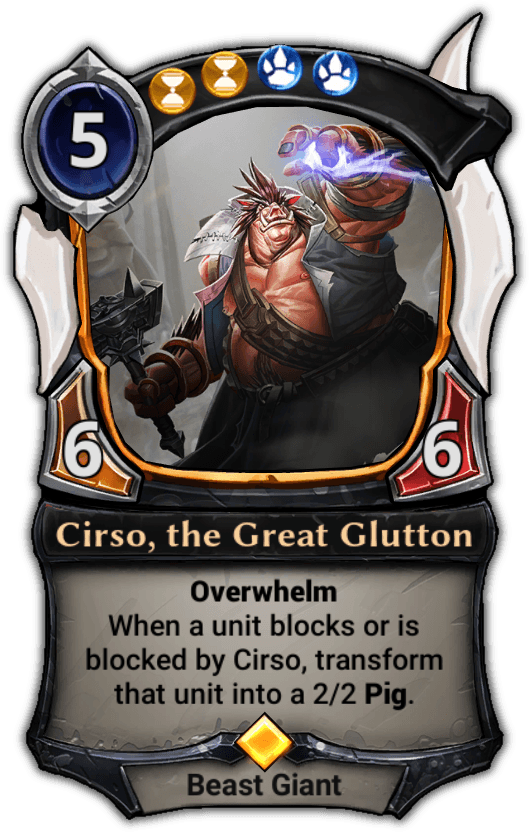 5
6
6
Cirso, the Great Glutton
Overwhelm
When a unit blocks or is
blocked by Cirso, transform
that unit into a 2/2 Pig.
Beast Giant